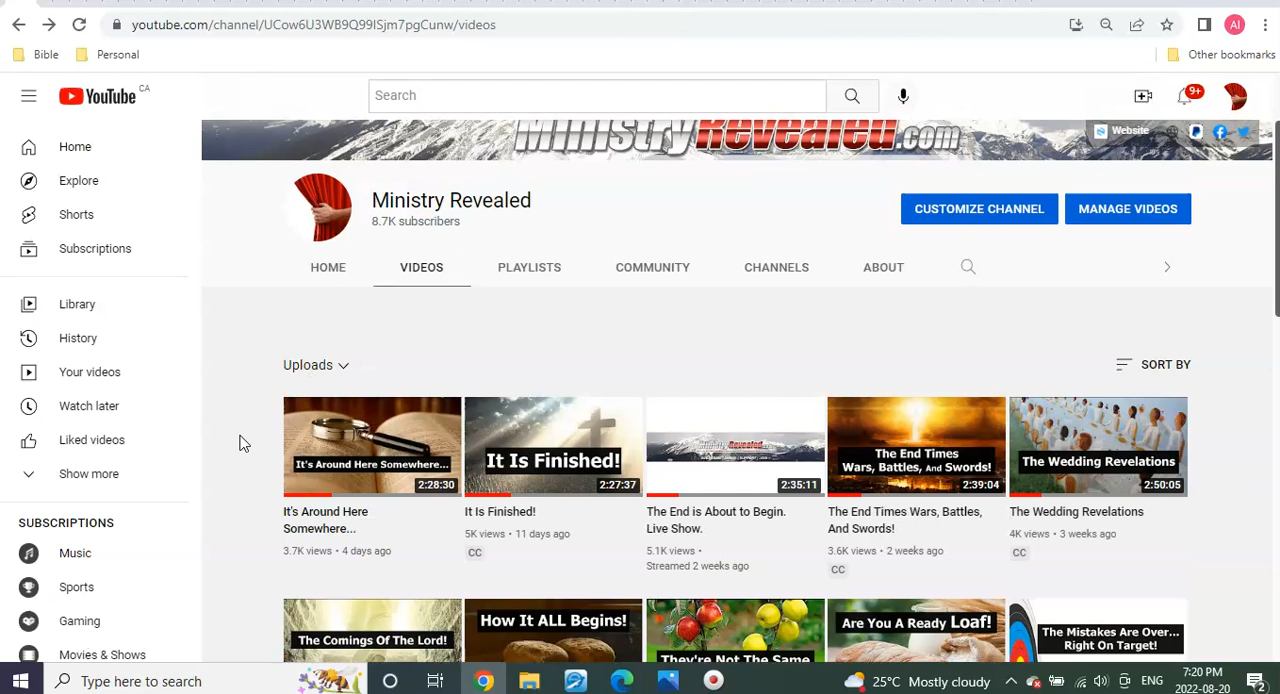 youtube.com/channel/UCow6U3WB9Q99ISjm7pgCunw/videos
AI
Bible
Personal
Other bookmarks
YouTube CA
Search
9+
MinistryRevealed.com
Website
Home
Explore
Shorts
Subscriptions
Library
History
Your videos
Watch later
Liked videos
Show more
SUBSCRIPTIONS
Music
Sports
Gaming
Movies & Shows
Ministry Revealed
8.7K subscribers
CUSTOMIZE CHANNEL
MANAGE VIDEOS
HOME
VIDEOS
PLAYLISTS
COMMUNITY
CHANNELS
ABOUT
Uploads
SORT BY
It's Around Here Somewhere...
2:28:30
It's Around Here
Somewhere...
3.7K views • 4 days ago
It Is Finished!
2:27:37
It Is Finished!
5K views • 11 days ago
CC
MinistryRevealed.com
2:35:11
The End is About to Begin.
Live Show.
5.1K views •
Streamed 2 weeks ago
The End Times
Wars, Battles, And Swords!
2:39:04
The End Times Wars, Battles,
And Swords!
3.6K views • 2 weeks ago
CC
The Wedding Revelations
2:50:05
The Wedding Revelations
4K views • 3 weeks ago
CC
The Comings Of The Lord!
How It ALL Begins!
They're Not The Same
Are You A Ready Loaf!
The Mistakes Are Over...
Right On Target!
Type here to search
25°C Mostly cloudy
ENG
7:20 PM
2022-08-20
2